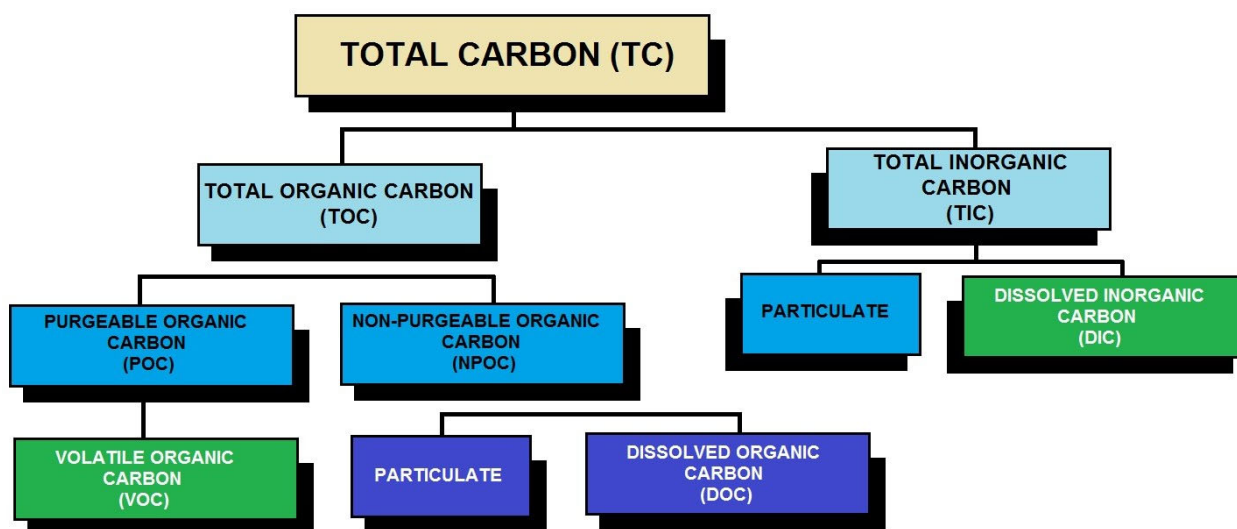 TOTAL CARBON (TC)
TOTAL ORGANIC CARBON
(TOC)
TOTAL INORGANIC
CARBON
(TIC)
PURGEABLE ORGANIC
CARBON
(POC)
NON-PURGEABLE ORGANIC
CARBON
(NPOC)
PARTICULATE
DISSOLVED INORGANIC
CARBON
(DIC)
VOLATILE ORGANIC
CARBON
(VOC)
PARTICULATE
DISSOLVED ORGANIC
CARBON
(DOC)